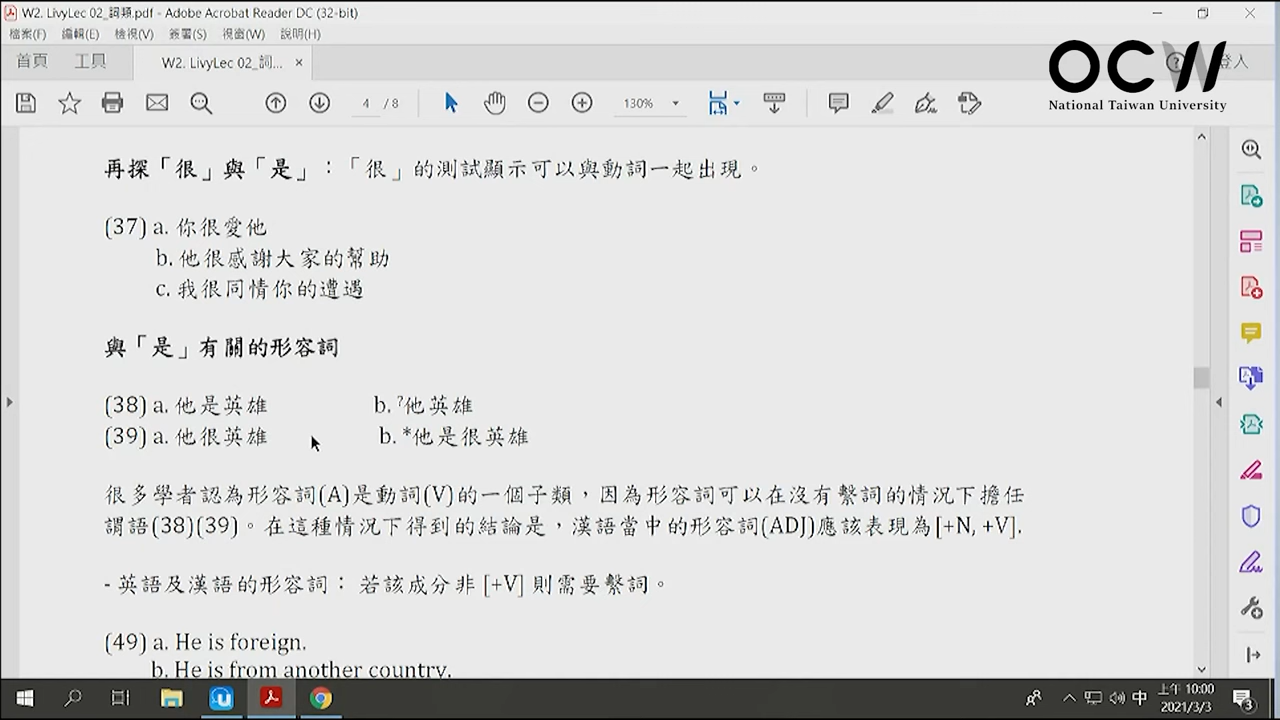 W2. LivyLec 02_詞類.pdf - Adobe Acrobat Reader DC (32-bit)
檔案(F) 編輯(E) 檢視(V) 簽署(S) 視窗(W) 說明(H)
首頁 工具 W2. LivyLec 02_詞... × 登入
OCW
National Taiwan University
4 / 8 130%
再探「很」與「是」：「很」的測試顯示可以與動詞一起出現。
(37) a. 你很愛他
b. 他很感謝大家的幫助
c. 我很同情你的遭遇
與「是」有關的形容詞
(38) a. 他是英雄 b. ?他英雄
(39) a. 他很英雄 b. *他是很英雄
很多學者認為形容詞(A)是動詞(V)的一個子類，因為形容詞可以在沒有繫詞的情況下擔任
謂語(38)(39)。在這種情況下得到的結論是，漢語當中的形容詞(ADJ)應該表現為[+N, +V].
- 英語及漢語的形容詞： 若該成分非 [+V] 則需要繫詞。
(49) a. He is foreign.
b. He is from another country.
中 上午 10:00
2021/3/3
3